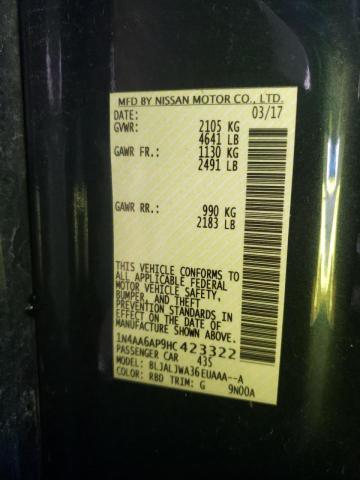 MFD BY NISSAN MOTOR CO., LTD.
DATE: 03/17
GVWR: 2105 KG
4641 LB
GAWR FR.: 1130 KG
2491 LB
GAWR RR.: 990 KG
2183 LB
THIS VEHICLE CONFORMS TO
ALL APPLICABLE FEDERAL
MOTOR VEHICLE SAFETY,
BUMPER, AND THEFT
PREVENTION STANDARDS
IN EFFECT ON THE DATE OF
MANUFACTURE SHOWN ABOVE.
1N4AA6AP9HC 423322
PASSENGER CAR 43S
MODEL: BLJALJWA36EUAAA--A
COLOR: RBD TRIM: G 9N00A